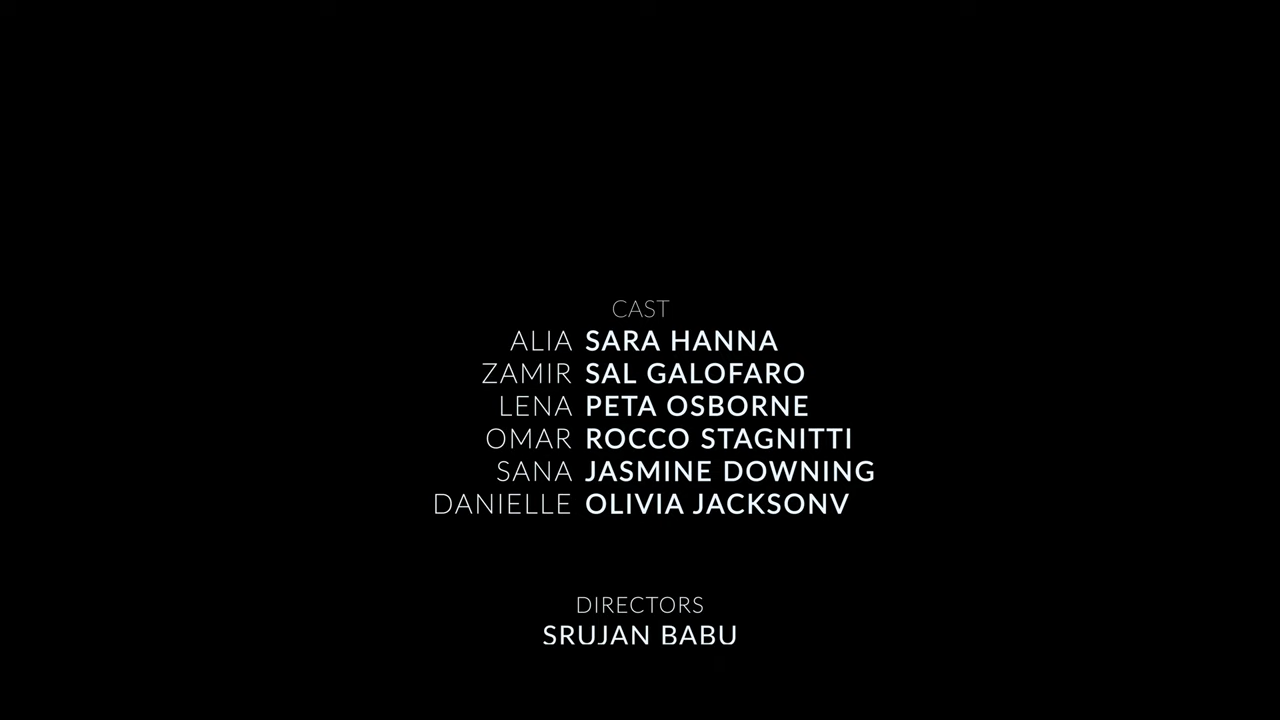 CAST
ALIA SARA HANNA
ZAMIR SAL GALOFARO
LENA PETA OSBORNE
OMAR ROCCO STAGNITTI
SANA JASMINE DOWNING
DANIELLE OLIVIA JACKSONV
DIRECTORS
SRUJAN BABU